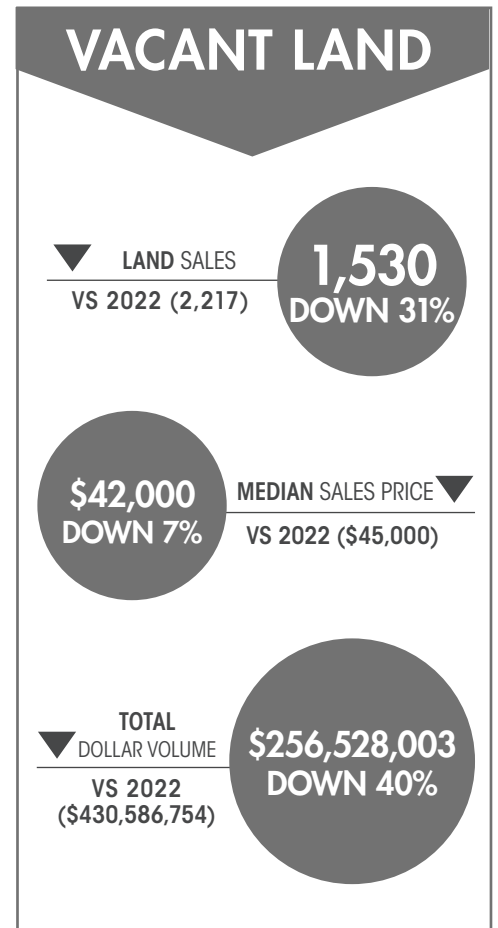 VACANT LAND
LAND SALES
VS 2022 (2,217)
1,530
DOWN 31%
$42,000
DOWN 7%
MEDIAN SALES PRICE
VS 2022 ($45,000)
TOTAL
DOLLAR VOLUME
VS 2022
($430,586,754)
$256,528,003
DOWN 40%